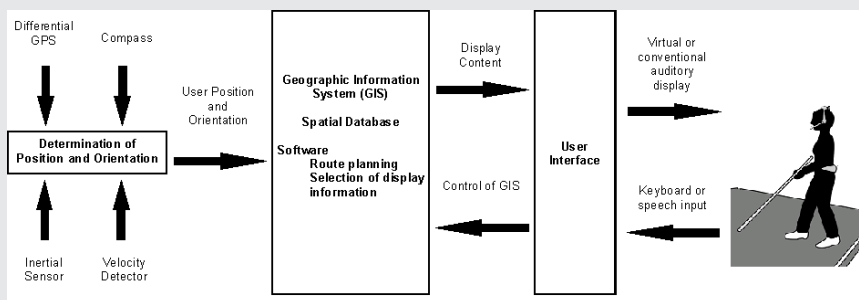 Differential
GPS
Compass
Determination of
Position and Orientation
Inertial
Sensor
Velocity
Detector
User Position
and
Orientation
Geographic Information
System (GIS)
Spatial Database
Software
Route planning
Selection of display
information
Display
Content
Control of GIS
User
Interface
Virtual or
conventional
auditory
display
Keyboard or
speech input